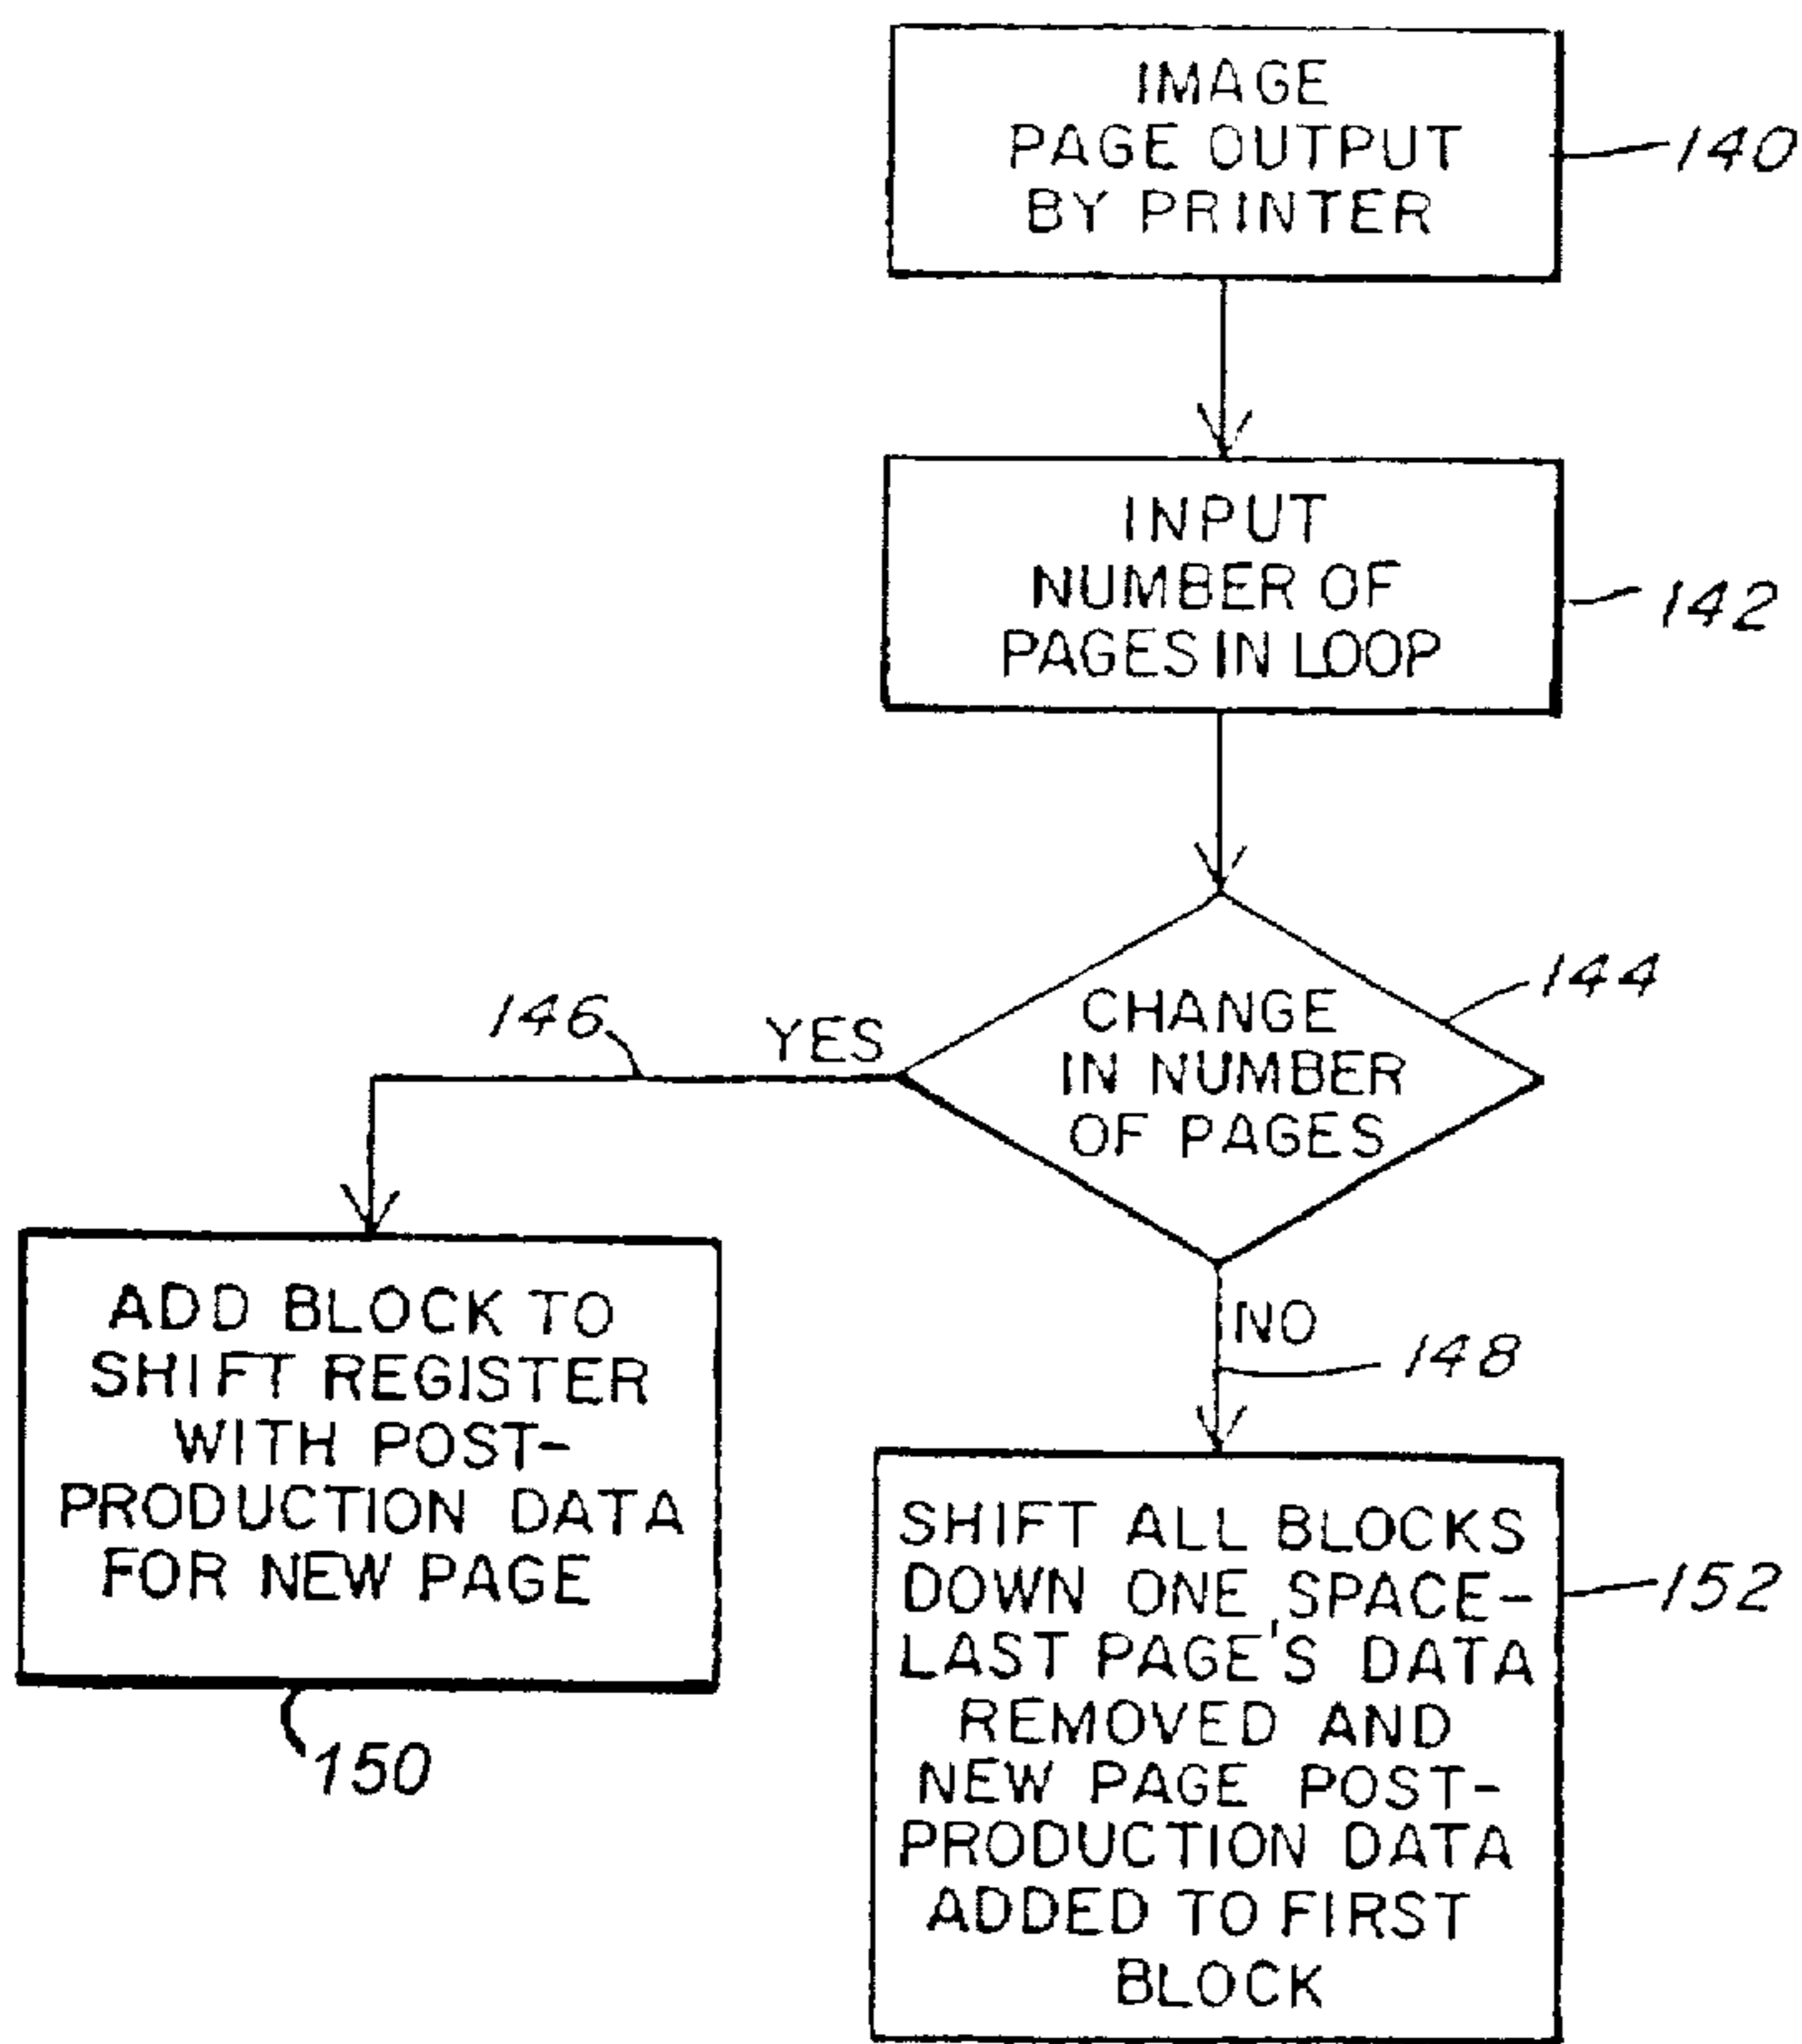 IMAGE
PAGE OUTPUT
BY PRINTER
140
INPUT
NUMBER OF
PAGES IN LOOP
142
CHANGE
IN NUMBER
OF PAGES
144
146
YES
NO
148
ADD BLOCK TO
SHIFT REGISTER
WITH POST-
PRODUCTION DATA
FOR NEW PAGE
150
SHIFT ALL BLOCKS
DOWN ONE SPACE-
LAST PAGE'S DATA
REMOVED AND
NEW PAGE POST-
PRODUCTION DATA
ADDED TO FIRST
BLOCK
152